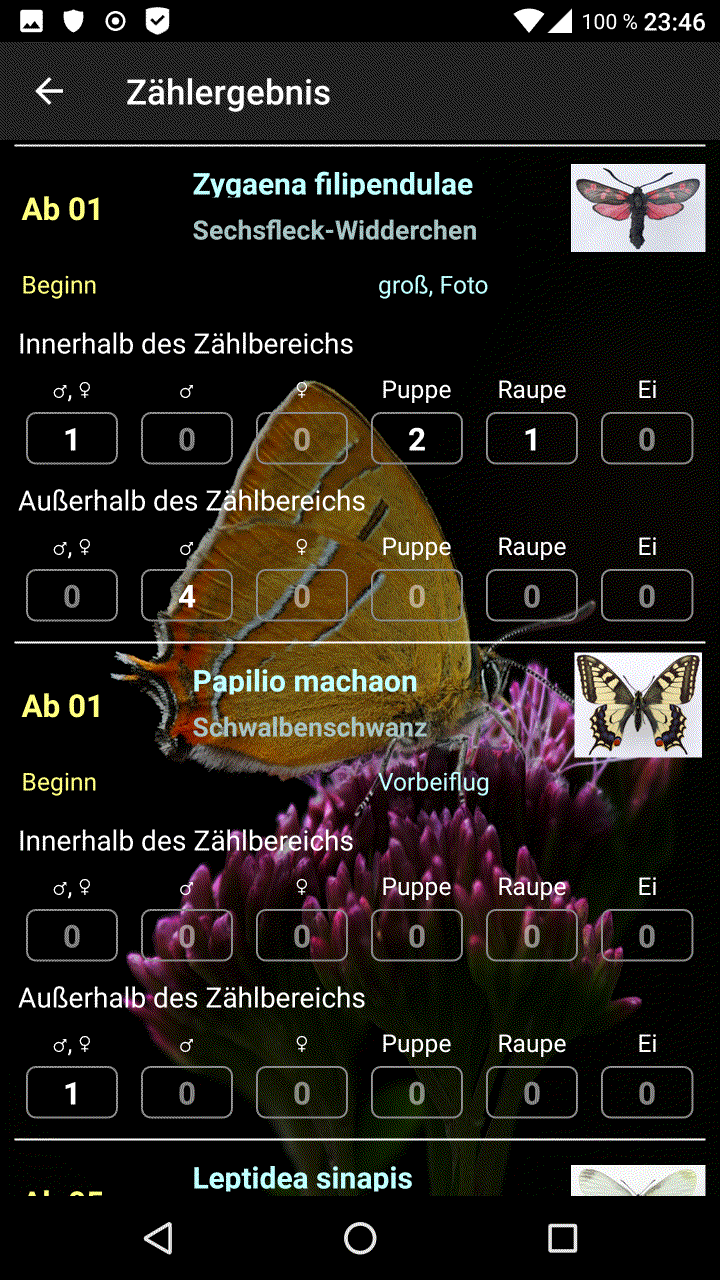 100 % 23:46
Zählergebnis
Zygaena filipendulae
Ab 01
Sechsfleck-Widderchen
Beginn groß, Foto
Innerhalb des Zählbereichs
♂, ♀ ♂ ♀ Puppe Raupe Ei
1 0 0 2 1 0
Außerhalb des Zählbereichs
♂, ♀ ♂ ♀ Puppe Raupe Ei
0 4 0 0 0 0
Papilio machaon
Ab 01
Schwalbenschwanz
Beginn Vorbeiflug
Innerhalb des Zählbereichs
♂, ♀ ♂ ♀ Puppe Raupe Ei
0 0 0 0 0 0
Außerhalb des Zählbereichs
♂, ♀ ♂ ♀ Puppe Raupe Ei
1 0 0 0 0 0
Leptidea sinapis